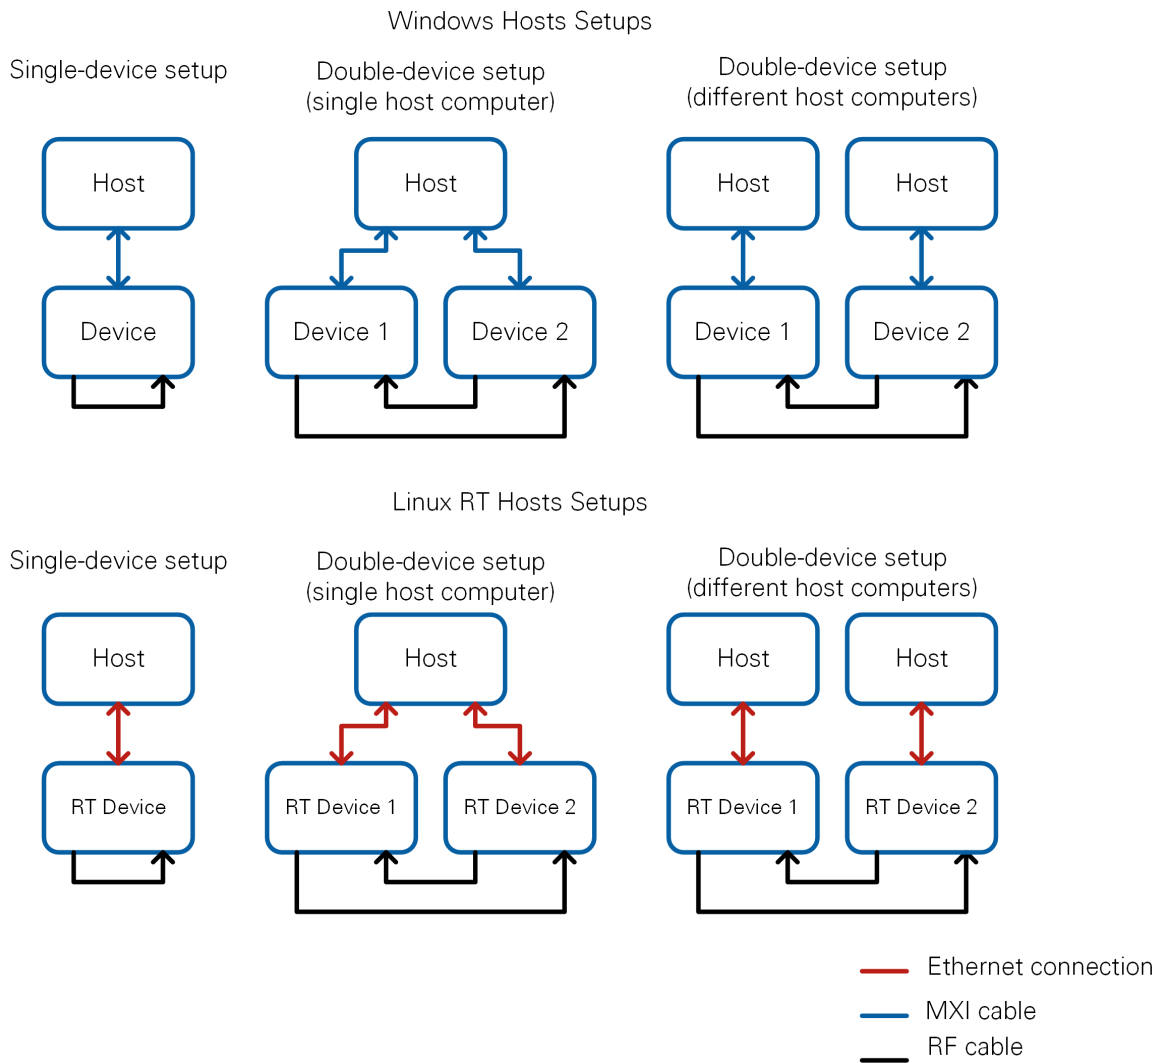 Windows Hosts Setups
Single-device setup
Double-device setup
(single host computer)
Double-device setup
(different host computers)
Host
Host
Host
Host
Device
Device 1
Device 2
Device 1
Device 2
Linux RT Hosts Setups
Single-device setup
Double-device setup
(single host computer)
Double-device setup
(different host computers)
Host
Host
Host
Host
RT Device
RT Device 1
RT Device 2
RT Device 1
RT Device 2
Ethernet connection
MXI cable
RF cable